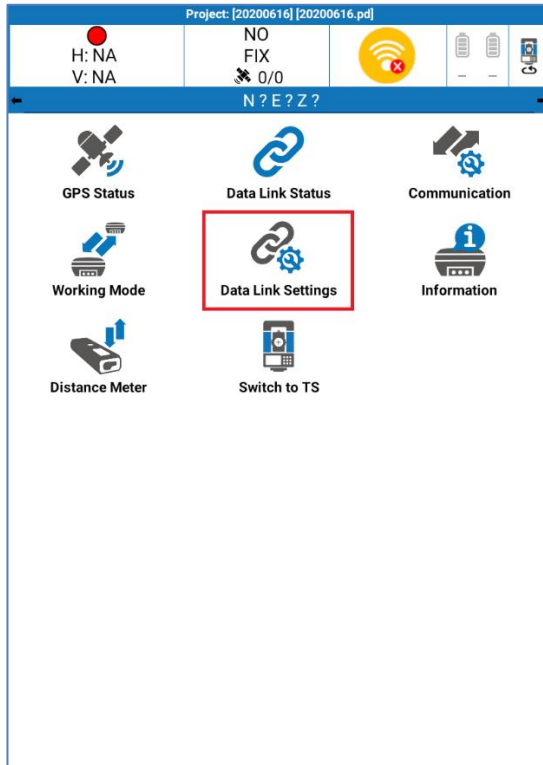 Project: [20200616] [20200616.pd]
H: NA
V: NA
NO
FIX
0/0
– –
N ? E ? Z ?
GPS Status Data Link Status Communication
Working Mode Data Link Settings Information
Distance Meter Switch to TS